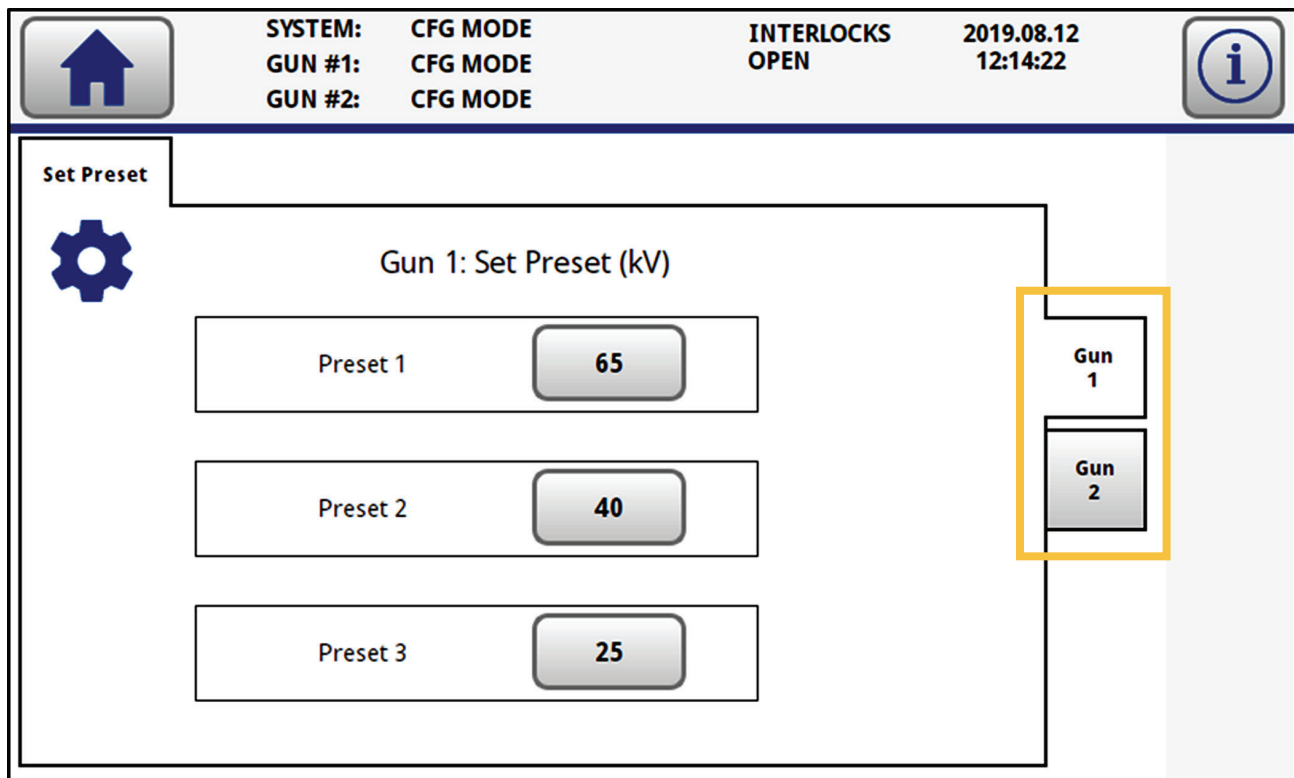 SYSTEM: CFG MODE
GUN #1: CFG MODE
GUN #2: CFG MODE
INTERLOCKS
OPEN
2019.08.12
12:14:22
i
Set Preset
Gun 1: Set Preset (kV)
Preset 1 65
Preset 2 40
Preset 3 25
Gun
1
Gun
2